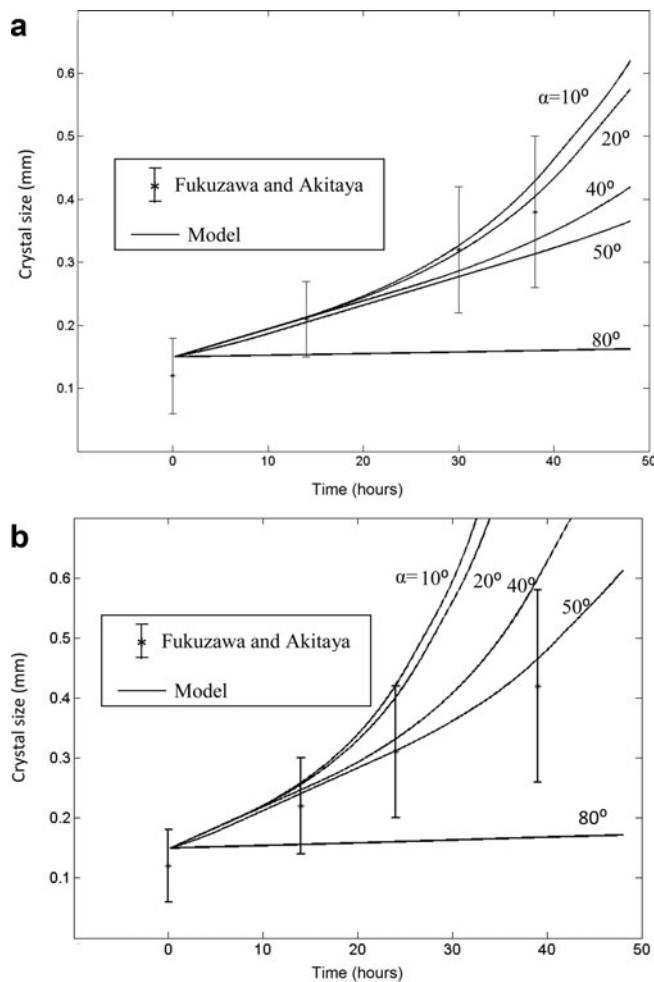 a
0.6
0.5
0.4
0.3
0.2
0.1
Crystal size (mm)
Fukuzawa and Akitaya
Model
α=10º
20º
40º
50º
80º
0 10 20 30 40 50
Time (hours)
b
0.6
0.5
0.4
0.3
0.2
0.1
Crystal size (mm)
Fukuzawa and Akitaya
Model
α= 10º
20º
40º
50º
80º
0 10 20 30 40 50
Time (hours)